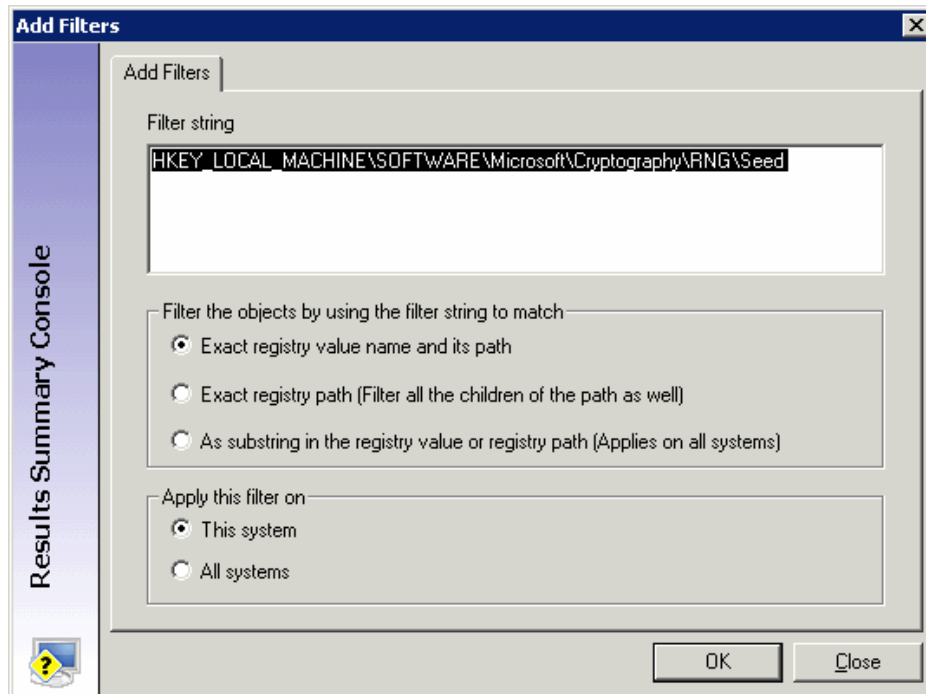 Add Filters
Add Filters
Filter string
HKEY_LOCAL_MACHINE\SOFTWARE\Microsoft\Cryptography\RNG\Seed
Filter the objects by using the filter string to match
Exact registry value name and its path
Exact registry path (Filter all the children of the path as well)
As substring in the registry value or registry path (Applies on all systems)
Apply this filter on
This system
All systems
Results Summary Console
?
OK
Close